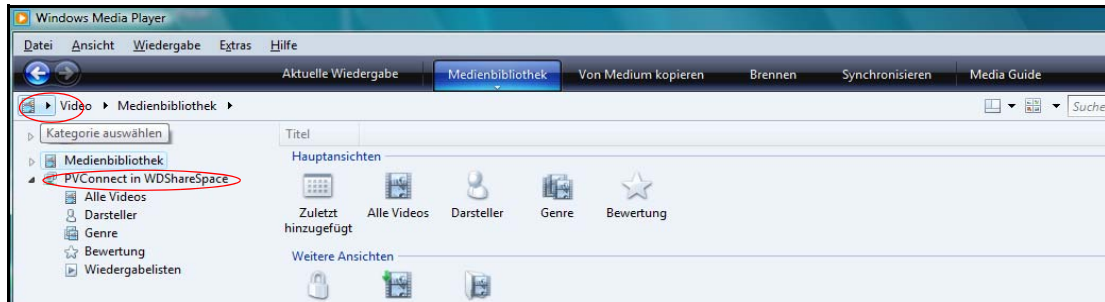 Windows Media Player
Datei Ansicht Wiedergabe Extras Hilfe
Aktuelle Wiedergabe Medienbibliothek Von Medium kopieren Brennen Synchronisieren Media Guide
Video Medienbibliothek
Suche
Kategorie auswählen
Medienbibliothek
PVConnect in WDShareSpace
Alle Videos
Darsteller
Genre
Bewertung
Wiedergabelisten
Titel
Hauptansichten
Zuletzt hinzugefügt
Alle Videos
Darsteller
Genre
Bewertung
Weitere Ansichten